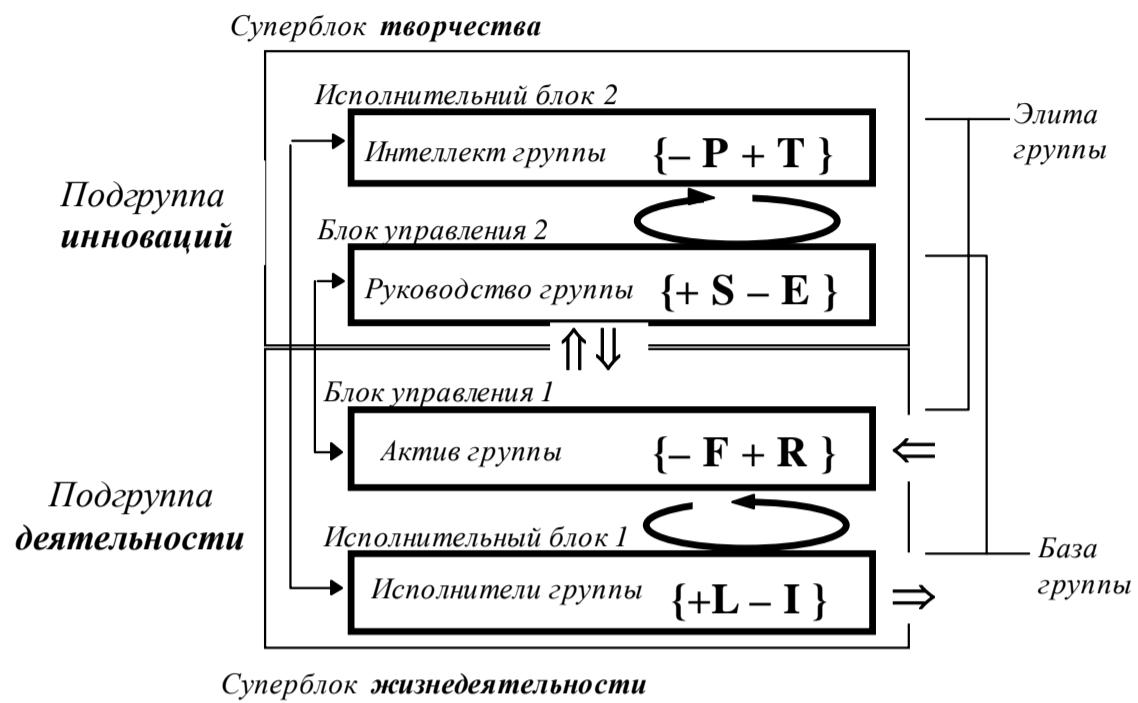 Суперблок творчества
Исполнительний блок 2
Интеллект группы {– P + T }
Элита
группы
Подгруппа
инноваций
Блок управления 2
Руководство группы {+ S – E }
⇑⇓
Блок управления 1
Актив группы {– F + R }
⇐
Подгруппа
деятельности
Исполнительный блок 1
Исполнители группы {+L – I }
⇒
База
группы
Суперблок жизнедеятельности